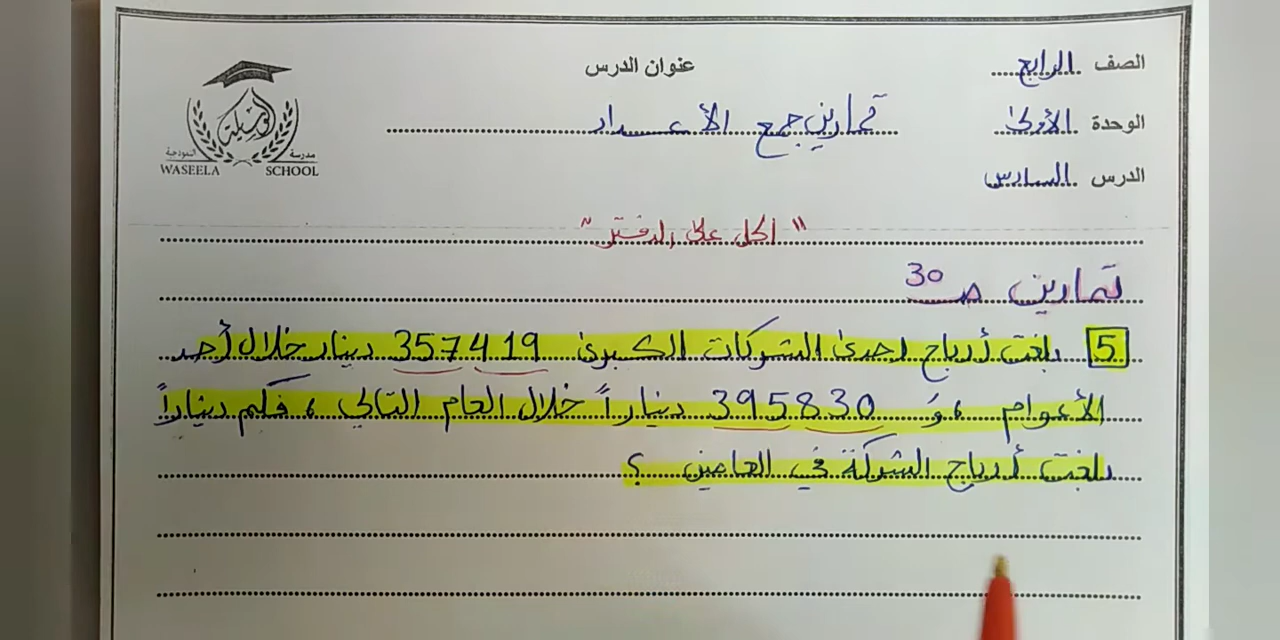 الصف الرابع
عنوان الدرس
الوحدة الأولى
تمارين جمع الأعداد
الدرس السادس
الوسيلة
مدرسة النموذجية
WASEELA SCHOOL
"الحل على الدفتر"
تمارين ص 30
5 بلغت أرباح إحدى الشركات الكبرى 357419 دينار خلال أحد
الأعوام ، و 395830 ديناراً خلال العام التالي ، فكم ديناراً
بلغت أرباح الشركة في العامين ؟